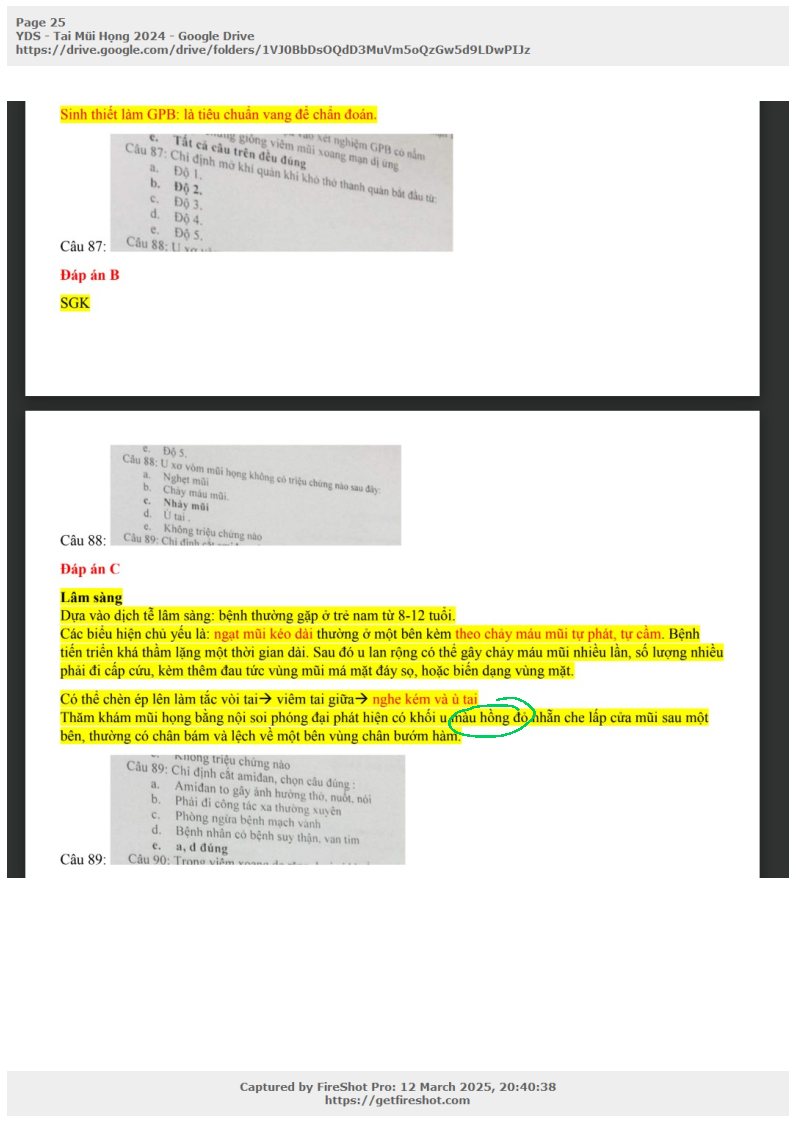 Page 25
YDS - Tai Mũi Họng 2024 - Google Drive
https://drive.google.com/drive/folders/1VJ0BbDsOQdD3MuVm5oQzGw5d9LDwPIJz
Sinh thiết làm GPB: là tiêu chuẩn vang để chẩn đoán.
xét nghiệm GPB có nấm
giống viêm mũi xoang mạn dị ứng
e. Tất cả câu trên đều đúng
Câu 87: Chỉ định mở khí quản khi khó thở thanh quản bắt đầu từ:
a. Độ 1.
b. Độ 2.
c. Độ 3.
d. Độ 4.
e. Độ 5.
Câu 88: U xơ
Câu 87:
Đáp án B
SGK
e. Độ 5.
Câu 88: U xơ vòm mũi họng không có triệu chứng nào sau đây:
a. Nghẹt mũi
b. Chảy máu mũi.
c. Nhảy mũi
d. Ù tai .
e. Không triệu chứng nào
Câu 89: Chỉ định cắt
Câu 88:
Đáp án C
Lâm sàng
Dựa vào dịch tễ lâm sàng: bệnh thường gặp ở trẻ nam từ 8-12 tuổi.
Các biểu hiện chủ yếu là: ngạt mũi kéo dài thường ở một bên kèm theo chảy máu mũi tự phát, tự cầm. Bệnh
tiến triển khá thầm lặng một thời gian dài. Sau đó u lan rộng có thể gây chảy máu mũi nhiều lần, số lượng nhiều
phải đi cấp cứu, kèm thêm đau tức vùng mũi má mặt đáy sọ, hoặc biến dạng vùng mặt.
Có thể chèn ép lên làm tắc vòi tai→ viêm tai giữa→ nghe kém và ù tai
Thăm khám mũi họng bằng nội soi phóng đại phát hiện có khối u màu hồng đỏ nhẵn che lấp cửa mũi sau một
bên, thường có chân bám và lệch về một bên vùng chân bướm hàm.
e. Không triệu chứng nào
Câu 89: Chỉ định cắt amiđan, chọn câu đúng :
a. Amiđan to gây ảnh hưởng thở, nuốt, nói
b. Phải đi công tác xa thường xuyên
c. Phòng ngừa bệnh mạch vành
d. Bệnh nhân có bệnh suy thận, van tim
e. a, d đúng
Câu 90: Trong viêm xoang
Câu 89:
Captured by FireShot Pro: 12 March 2025, 20:40:38
https://getfireshot.com